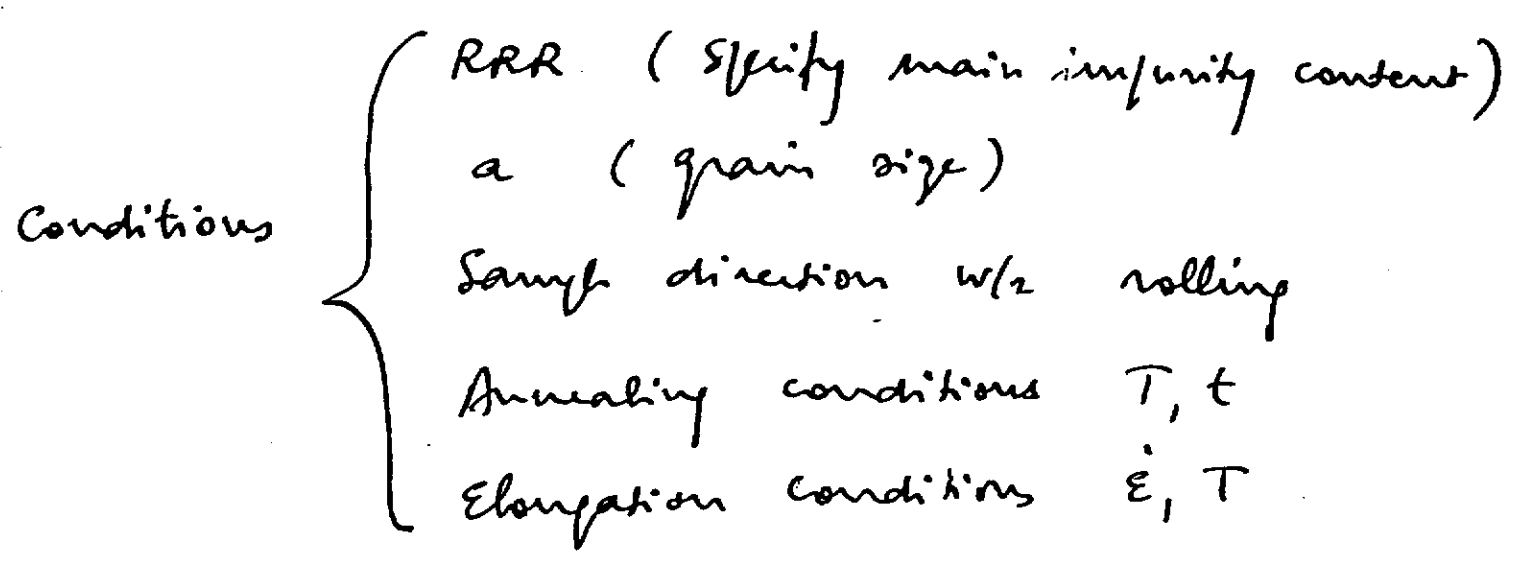 RRR (Specify main impurity content)
a (grain size)
Conditions
Sample direction w/r rolling
Annealing conditions T, t
Elongation conditions ε̇, T